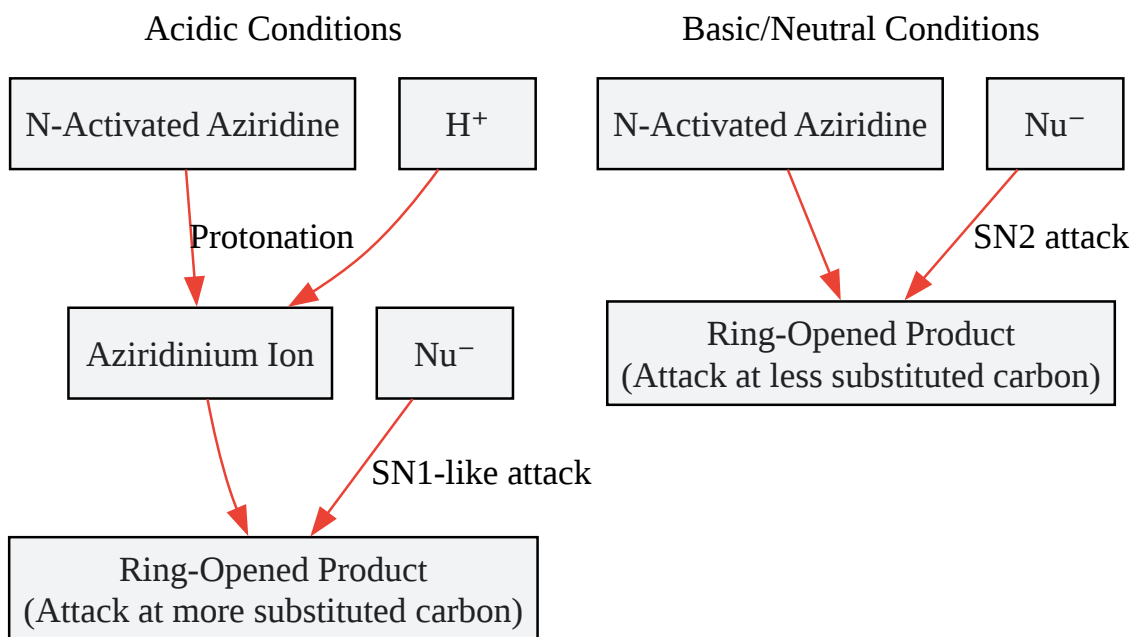 Acidic Conditions
N-Activated Aziridine
H⁺
Protonation
Aziridinium Ion
Nu⁻
SN1-like attack
Ring-Opened Product
(Attack at more substituted carbon)
Basic/Neutral Conditions
N-Activated Aziridine
Nu⁻
SN2 attack
Ring-Opened Product
(Attack at less substituted carbon)